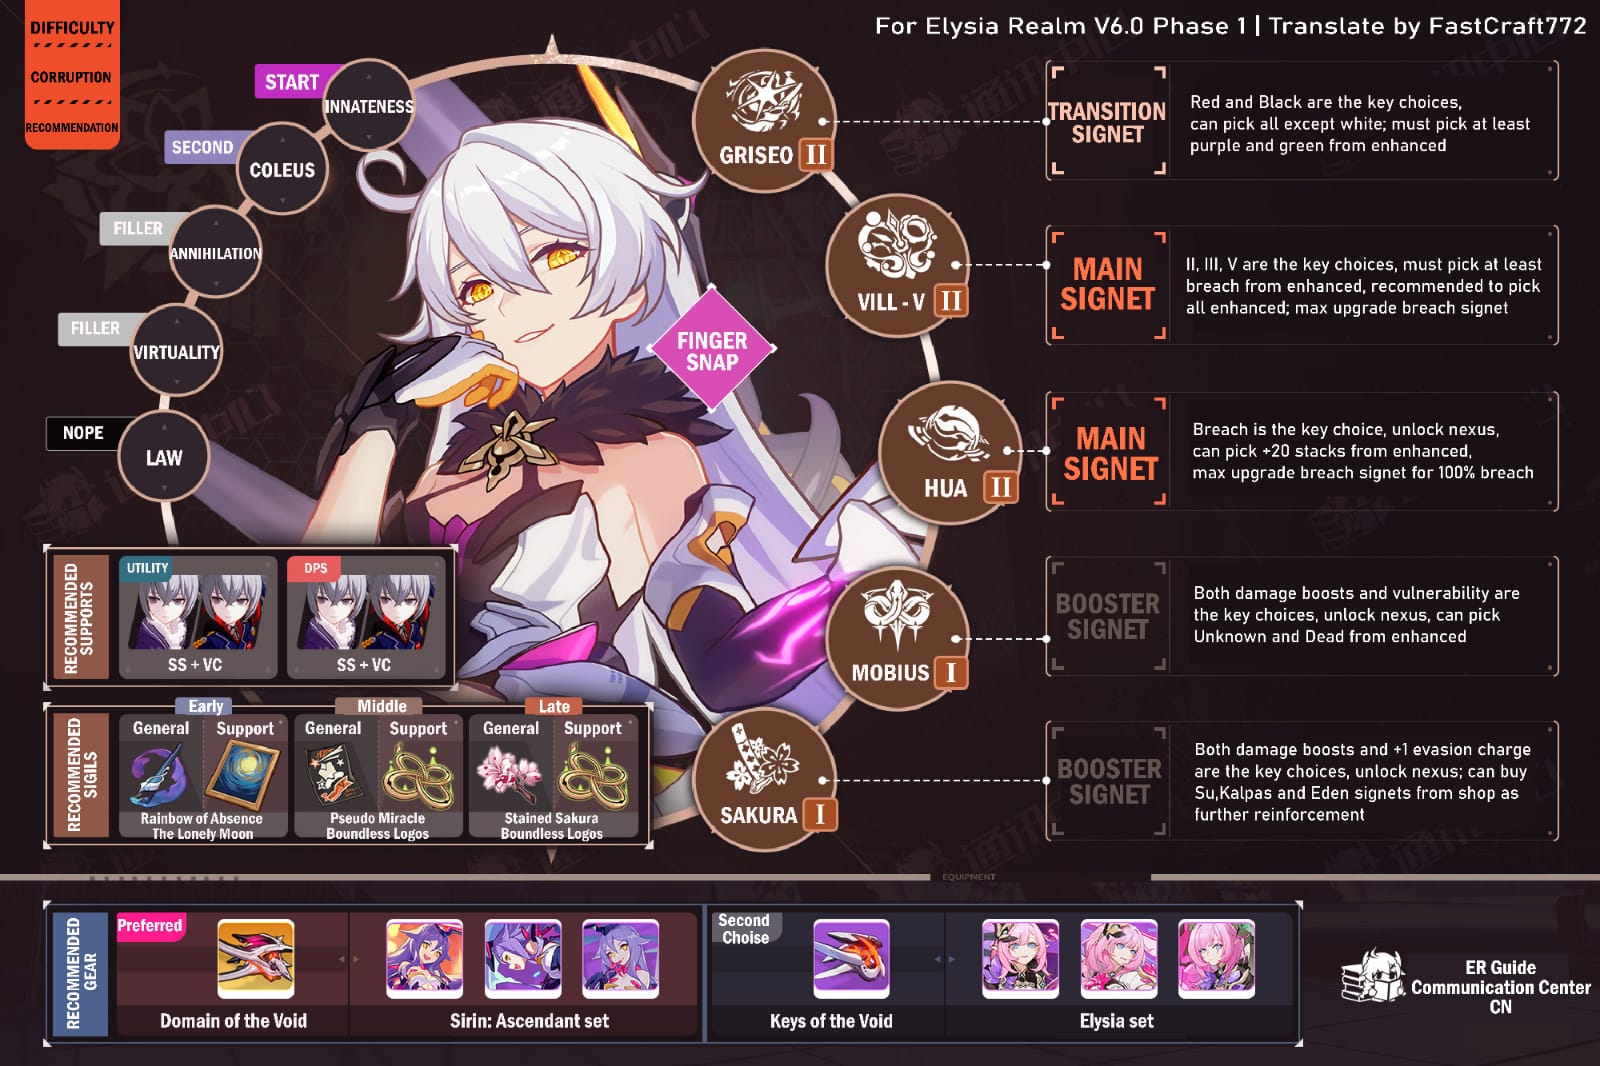 DIFFICULTY
CORRUPTION
RECOMMENDATION
For Elysia Realm V6.0 Phase 1 | Translate by FastCraft772
START
INNATENESS
SECOND
COLEUS
FILLER
ANNIHILATION
FILLER
VIRTUALITY
NOPE
LAW
FINGER
SNAP
GRISEO II
TRANSITION
SIGNET
Red and Black are the key choices,
can pick all except white; must pick at least
purple and green from enhanced
VILL - V II
MAIN
SIGNET
II, III, V are the key choices, must pick at least
breach from enhanced, recommended to pick
all enhanced; max upgrade breach signet
HUA II
MAIN
SIGNET
Breach is the key choice, unlock nexus,
can pick +20 stacks from enhanced,
max upgrade breach signet for 100% breach
MOBIUS I
BOOSTER
SIGNET
Both damage boosts and vulnerability are
the key choices, unlock nexus, can pick
Unknown and Dead from enhanced
SAKURA I
BOOSTER
SIGNET
Both damage boosts and +1 evasion charge
are the key choices, unlock nexus; can buy
Su,Kalpas and Eden signets from shop as
further reinforcement
RECOMMENDED
SUPPORTS
UTILITY
SS + VC
DPS
SS + VC
RECOMMENDED
SIGILS
Early
General Support
Rainbow of Absence
The Lonely Moon
Middle
General Support
Pseudo Miracle
Boundless Logos
Late
General Support
Stained Sakura
Boundless Logos
EQUIPMENT
RECOMMENDED
GEAR
Preferred
Domain of the Void
Sirin: Ascendant set
Second
Choise
Keys of the Void
Elysia set
ER Guide
Communication Center
CN